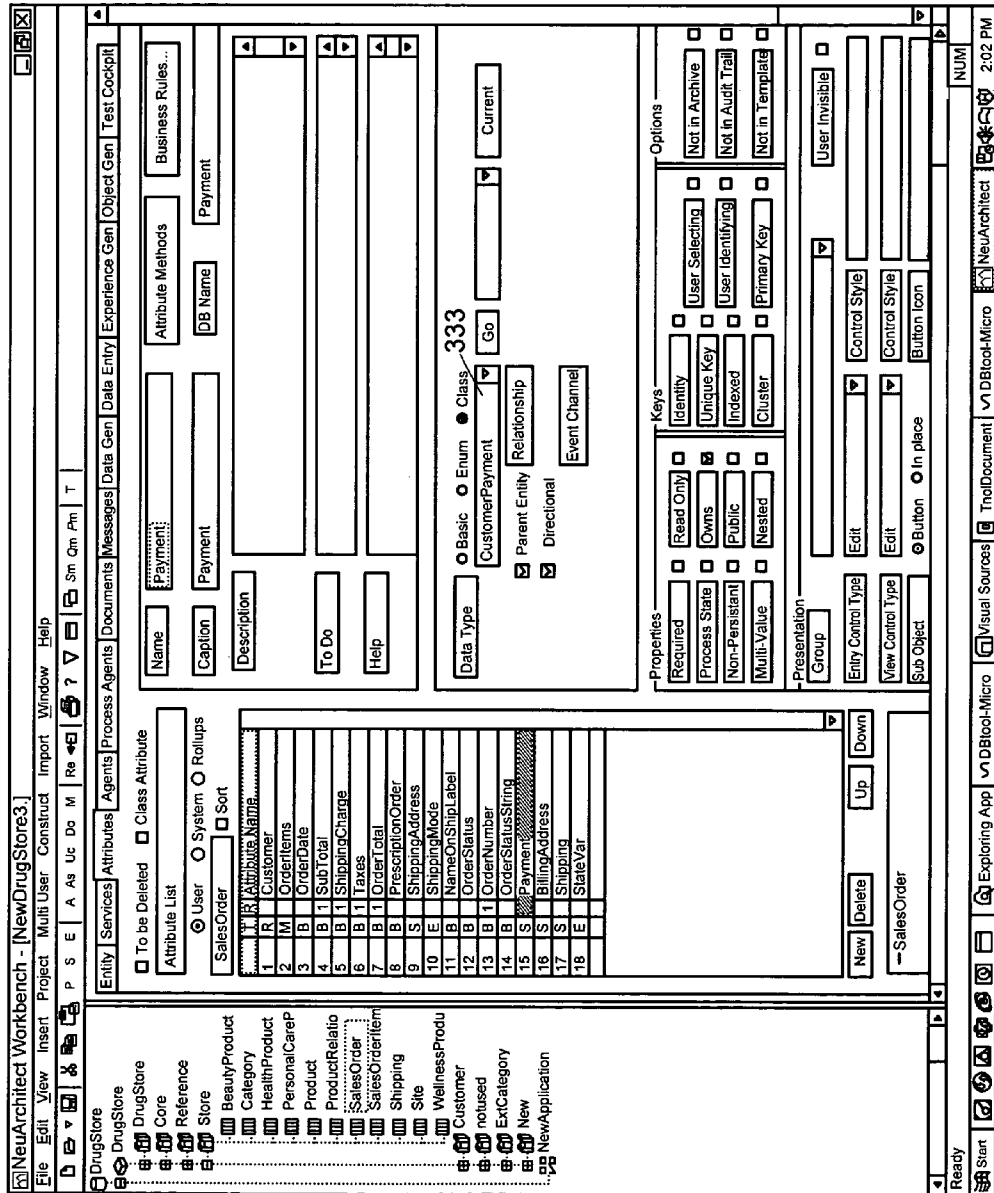 NeuArchitect Workbench - [NewDrugStore3.]
File Edit View Insert Project Multi User Construct Import Window Help
P S E A As Uc Do M Re ? Sm Om Pm T
DrugStore
DrugStore
DrugStore
Core
Reference
Store
BeautyProduct
Category
HealthProduct
PersonalCareP
Product
ProductRelatio
SalesOrder
SalesOrderItem
Shipping
Site
WellnessProdu
Customer
notused
ExtCategory
New
NewApplication
Entity Services Attributes Agents Process Agents Documents Messages Data Gen Data Entry Experience Gen Object Gen Test Cockpit
To be Deleted Class Attribute
Attribute List
User System Rollups
SalesOrder Sort
T R Attribute Name
1 R Customer
2 M OrderItems
3 B OrderDate
4 B 1 SubTotal
5 B 1 ShippingCharge
6 B 1 Taxes
7 B 1 OrderTotal
8 B PrescriptionOrder
9 S ShippingAddress
10 E ShippingMode
11 B NameOnShipLabel
12 B OrderStatus
13 B 1 OrderNumber
14 B OrderStatusString
15 S Payment
16 S BillingAddress
17 S Shipping
18 E StateVar
New Delete Up Down
SalesOrder
Name Payment Attribute Methods Business Rules...
Caption Payment DB Name Payment
Description
To Do
Help
Data Type Basic Enum Class 333
CustomerPayment Go Current
Parent Entity Relationship
Directional
Event Channel
Properties Keys Options
Required Read Only Identity User Selecting Not in Archive
Process State Owns Unique Key User Identifying Not in Audit Trail
Non-Persistant Public Indexed
Multi-Value Nested Cluster Primary Key Not in Template
Presentation
Group User Invisible
Entry Control Type Edit Control Style
View Control Type Edit Control Style
Sub Object Button In place Button Icon
Ready NUM
Start Exploring App DBtool-Micro Visual Sources TnolDocument DBtool-Micro NeuArchitect 2:02 PM